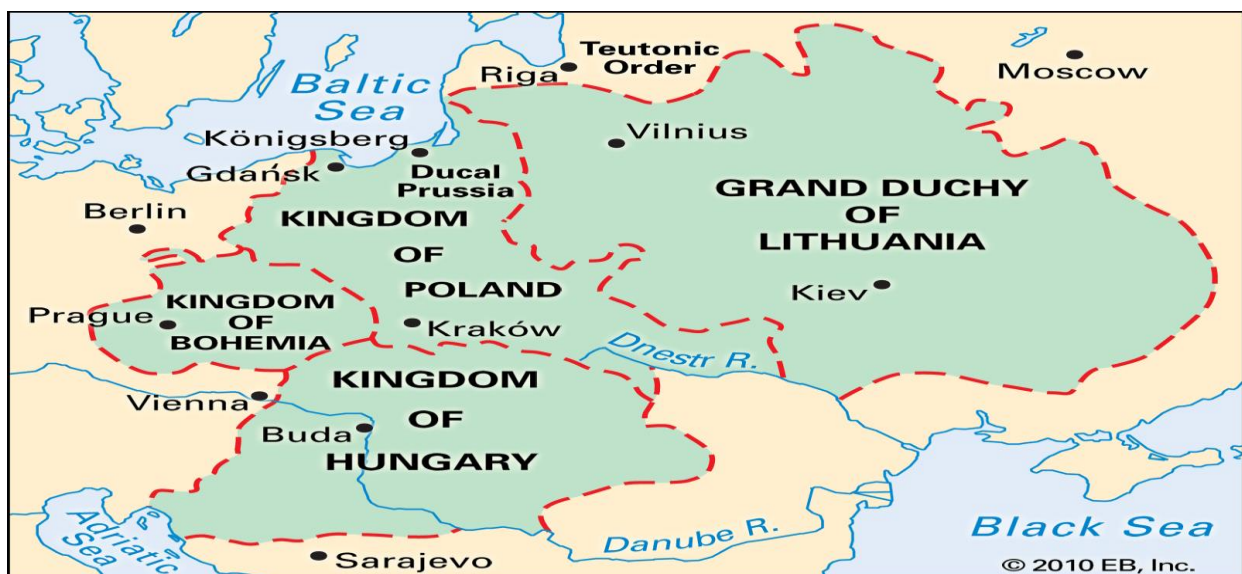 Teutonic
Order
Riga
Moscow
Baltic
Sea
Königsberg
Vilnius
Gdańsk
Ducal
Prussia
Berlin
KINGDOM
OF
POLAND
GRAND DUCHY
OF
LITHUANIA
Kiev
KINGDOM
OF
BOHEMIA
Prague
Kraków
Dnestr R.
KINGDOM
OF
HUNGARY
Vienna
Buda
Adriatic
Sea
Sarajevo
Danube R.
Black Sea
© 2010 EB, Inc.